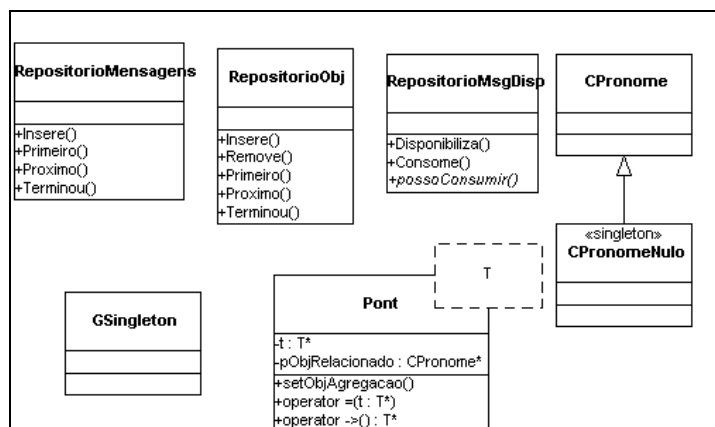 RepositorioMensagens
+Insere()
+Primeiro()
+Proximo()
+Terminou()
RepositorioObj
+Insere()
+Remove()
+Primeiro()
+Proximo()
+Terminou()
RepositorioMsgDisp
+Disponibiliza()
+Consome()
+possoConsumir()
CPronome
«singleton»
CPronomeNulo
GSingleton
T
Pont
-t : T*
-pObjRelacionado : CPronome*
+setObjAgregacao()
+operator =(t : T*)
+operator ->() : T*